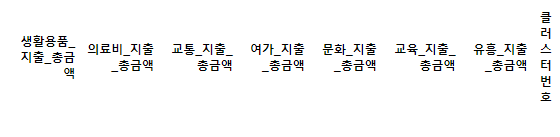 생활용품_
지출_총금
액
의료비_지출
_총금액
교통_지출_
총금액
여가_지출
_총금액
문화_지출
_총금액
교육_지출_
총금액
유흥_지출
_총금액
클
러
스
터
번
호